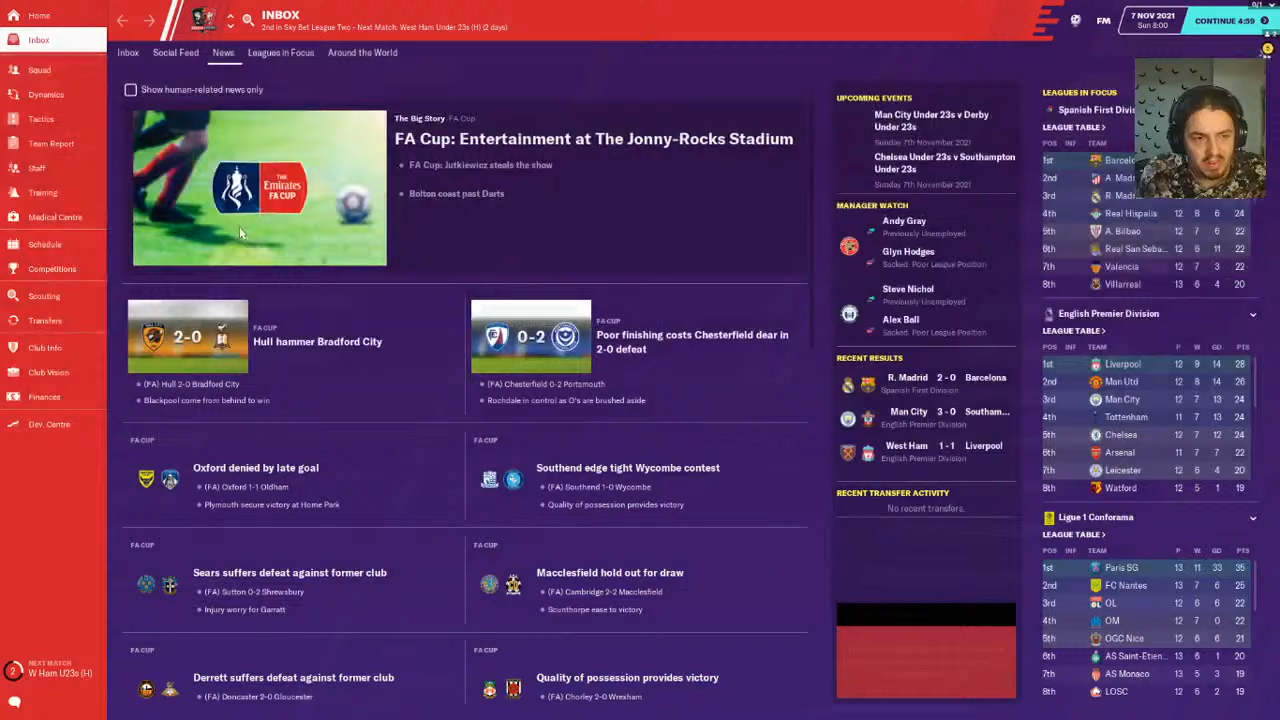 Home
Inbox
Squad
Dynamics
Tactics
Team Report
Staff
Training
Medical Centre
Schedule
Competitions
Scouting
Transfers
Club Info
Club Vision
Finances
Dev. Centre
NEXT MATCH
2 W Ham U23s (H)
INBOX
2nd in Sky Bet League Two - Next Match: West Ham Under 23s (H) (2 days)
FM
7 NOV 2021
Sun 8:00
CONTINUE 4:59
0/1
2
Inbox Social Feed News Leagues in Focus Around the World
Show human-related news only
THE Emirates FA CUP
The Big Story FA Cup
FA Cup: Entertainment at The Jonny-Rocks Stadium
FA Cup: Jutkiewicz steals the show
Bolton coast past Darts
2-0
FA CUP
Hull hammer Bradford City
(FA) Hull 2-0 Bradford City
Blackpool come from behind to win
0-2
FA CUP
Poor finishing costs Chesterfield dear in
2-0 defeat
(FA) Chesterfield 0-2 Portsmouth
Rochdale in control as O's are brushed aside
FA CUP
Oxford denied by late goal
(FA) Oxford 1-1 Oldham
Plymouth secure victory at Home Park
FA CUP
Southend edge tight Wycombe contest
(FA) Southend 1-0 Wycombe
Quality of possession provides victory
FA CUP
Sears suffers defeat against former club
(FA) Sutton 0-2 Shrewsbury
Injury worry for Garratt
FA CUP
Macclesfield hold out for draw
(FA) Cambridge 2-2 Macclesfield
Scunthorpe ease to victory
FA CUP
Derrett suffers defeat against former club
(FA) Doncaster 2-0 Gloucester
FA CUP
Quality of possession provides victory
(FA) Chorley 2-0 Wrexham
UPCOMING EVENTS
Man City Under 23s v Derby
Under 23s
Sunday 7th November 2021
Chelsea Under 23s v Southampton
Under 23s
Sunday 7th November 2021
MANAGER WATCH
Andy Gray
Previously Unemployed
Glyn Hodges
Sacked: Poor League Position
Steve Nichol
Previously Unemployed
Alex Ball
Sacked: Poor League Position
RECENT RESULTS
R. Madrid 2 - 0 Barcelona
Spanish First Division
Man City 3 - 0 Southam...
English Premier Division
West Ham 1 - 1 Liverpool
English Premier Division
RECENT TRANSFER ACTIVITY
No recent transfers.
LEAGUES IN FOCUS
Spanish First Divis
LEAGUE TABLE
POS INF TEAM
1st Barcelo
2nd A. Mad
3rd R. Mad
4th Real Hispalis 12 8 6 24
5th A. Bilbao 12 7 6 22
6th Real San Seba... 12 6 11 22
7th Valencia 12 7 3 22
8th Villarreal 13 6 4 20
English Premier Division
LEAGUE TABLE
POS INF TEAM P W GD PTS
1st Liverpool 12 9 14 28
2nd Man Utd 12 8 14 26
3rd Man City 12 7 13 24
4th Tottenham 11 7 13 24
5th Chelsea 12 7 12 24
6th Arsenal 11 7 7 22
7th Leicester 12 6 4 20
8th Watford 12 5 1 19
Ligue 1 Conforama
LEAGUE TABLE
POS INF TEAM P W GD PTS
1st Paris SG 13 11 33 35
2nd FC Nantes 13 7 6 25
3rd OL 12 6 6 22
4th OM 12 7 0 22
5th OGC Nice 12 6 6 21
6th AS Saint-Etien... 13 6 1 20
7th AS Monaco 13 5 3 19
8th LOSC 12 6 2 19